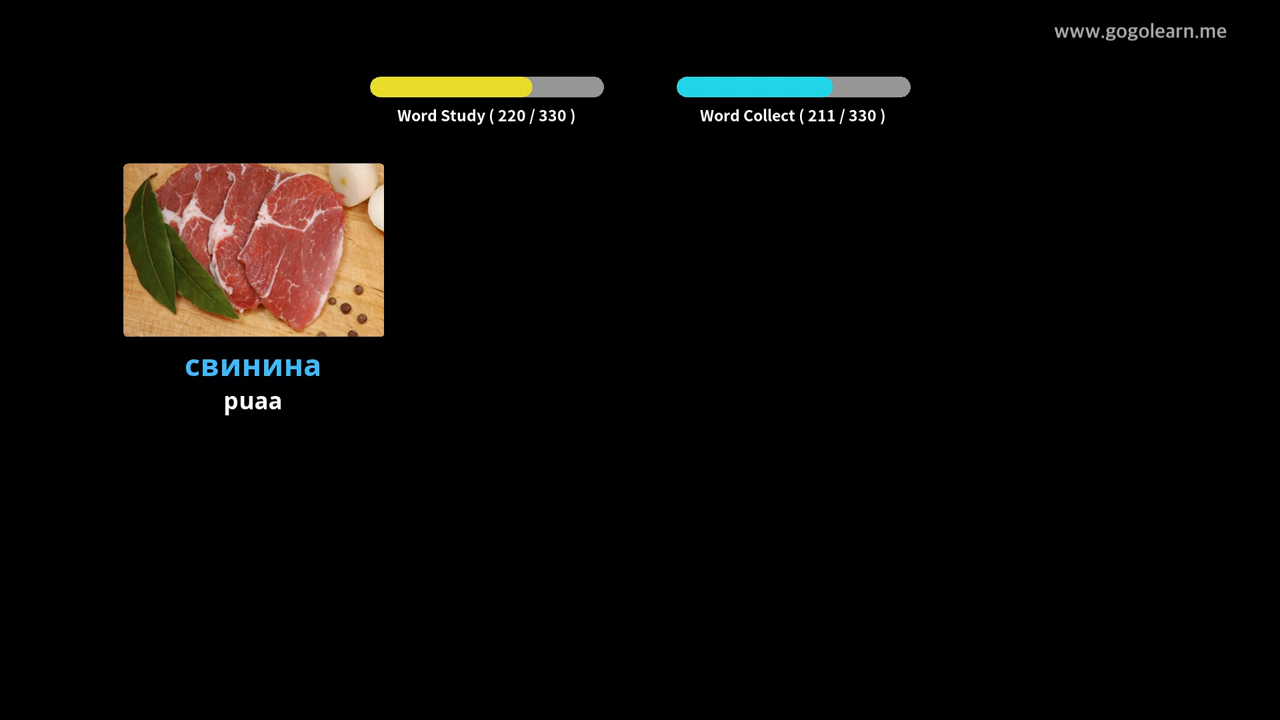 www.gogolearn.me
Word Study ( 220 / 330 )
Word Collect ( 211 / 330 )
свинина
puaa